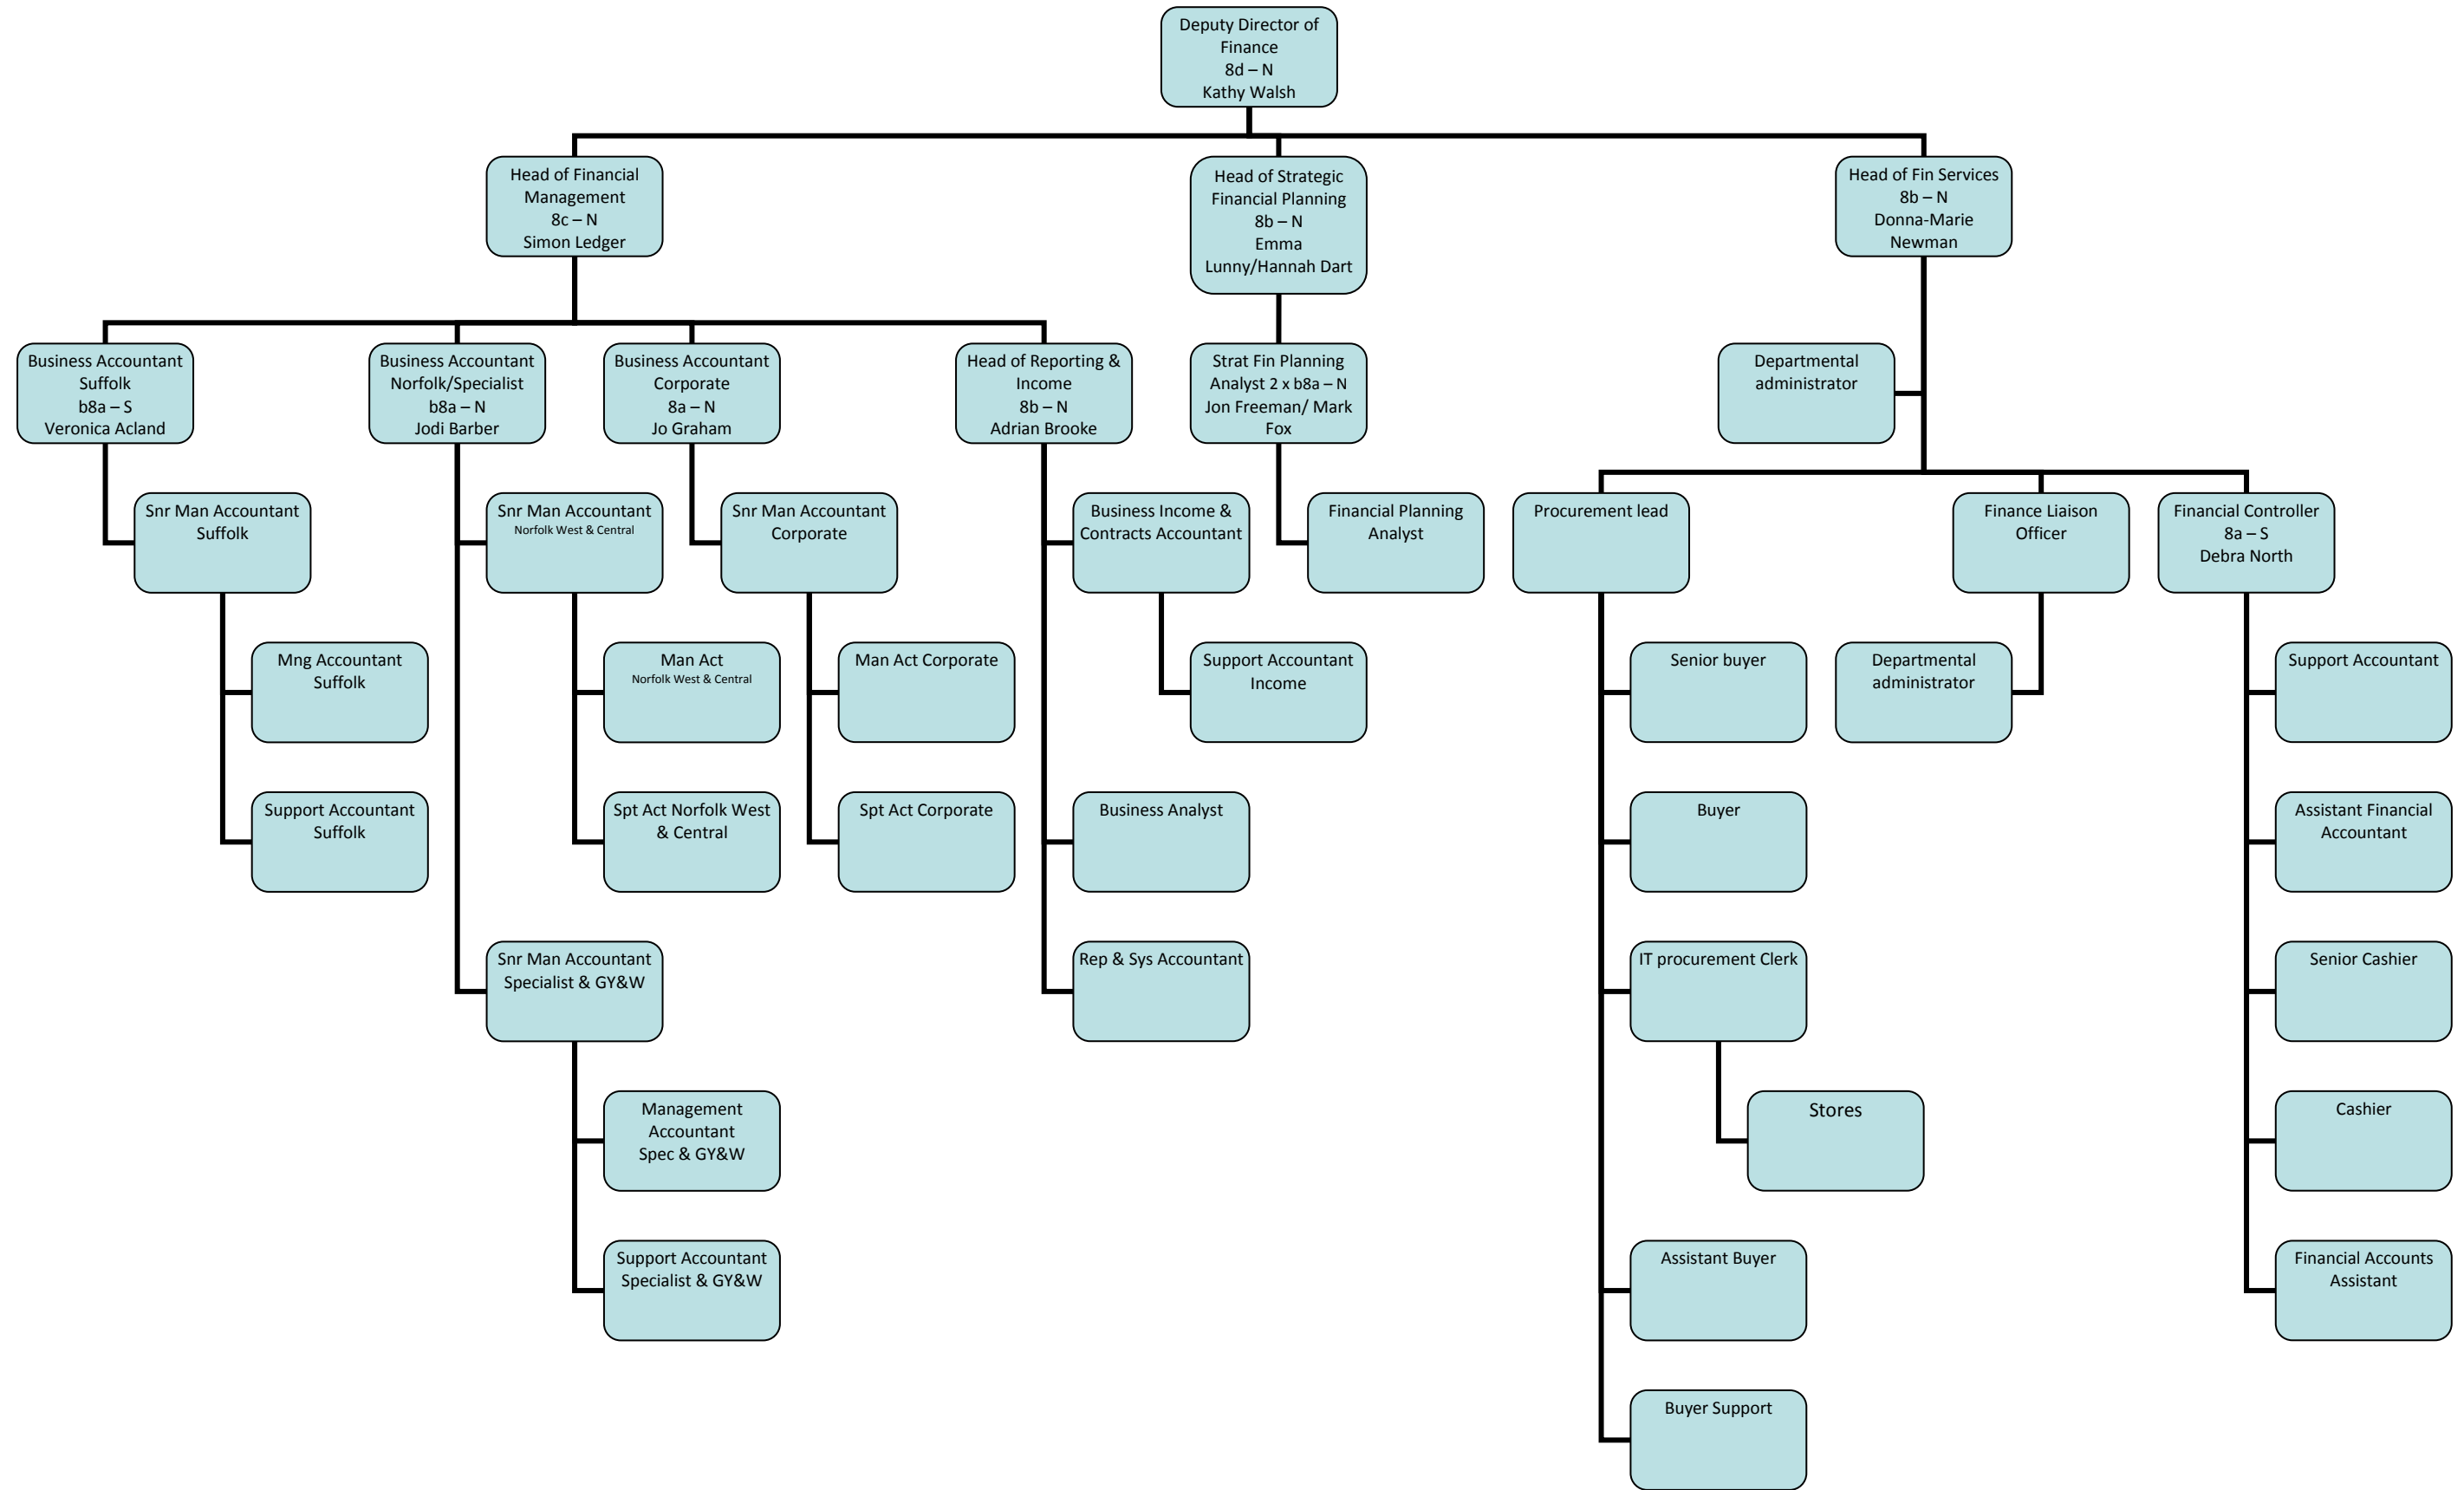 Deputy Director of
Finance
8d – N
Kathy Walsh
Head of Financial
Management
8c – N
Simon Ledger
Head of Strategic
Financial Planning
8b – N
Emma
Lunny/Hannah Dart
Head of Fin Services
8b – N
Donna-Marie
Newman
Business Accountant
Suffolk
b8a – S
Veronica Acland
Business Accountant
Norfolk/Specialist
b8a – N
Jodi Barber
Business Accountant
Corporate
8a – N
Jo Graham
Head of Reporting &
Income
8b – N
Adrian Brooke
Strat Fin Planning
Analyst 2 x b8a – N
Jon Freeman/ Mark
Fox
Departmental
administrator
Snr Man Accountant
Suffolk
Snr Man Accountant
Norfolk West & Central
Snr Man Accountant
Corporate
Business Income &
Contracts Accountant
Financial Planning
Analyst
Procurement lead
Finance Liaison
Officer
Financial Controller
8a – S
Debra North
Mng Accountant
Suffolk
Man Act
Norfolk West & Central
Man Act Corporate
Support Accountant
Income
Senior buyer
Departmental
administrator
Support Accountant
Support Accountant
Suffolk
Spt Act Norfolk West
& Central
Spt Act Corporate
Business Analyst
Buyer
Assistant Financial
Accountant
Snr Man Accountant
Specialist & GY&W
Rep & Sys Accountant
IT procurement Clerk
Senior Cashier
Management
Accountant
Spec & GY&W
Stores
Cashier
Support Accountant
Specialist & GY&W
Assistant Buyer
Financial Accounts
Assistant
Buyer Support